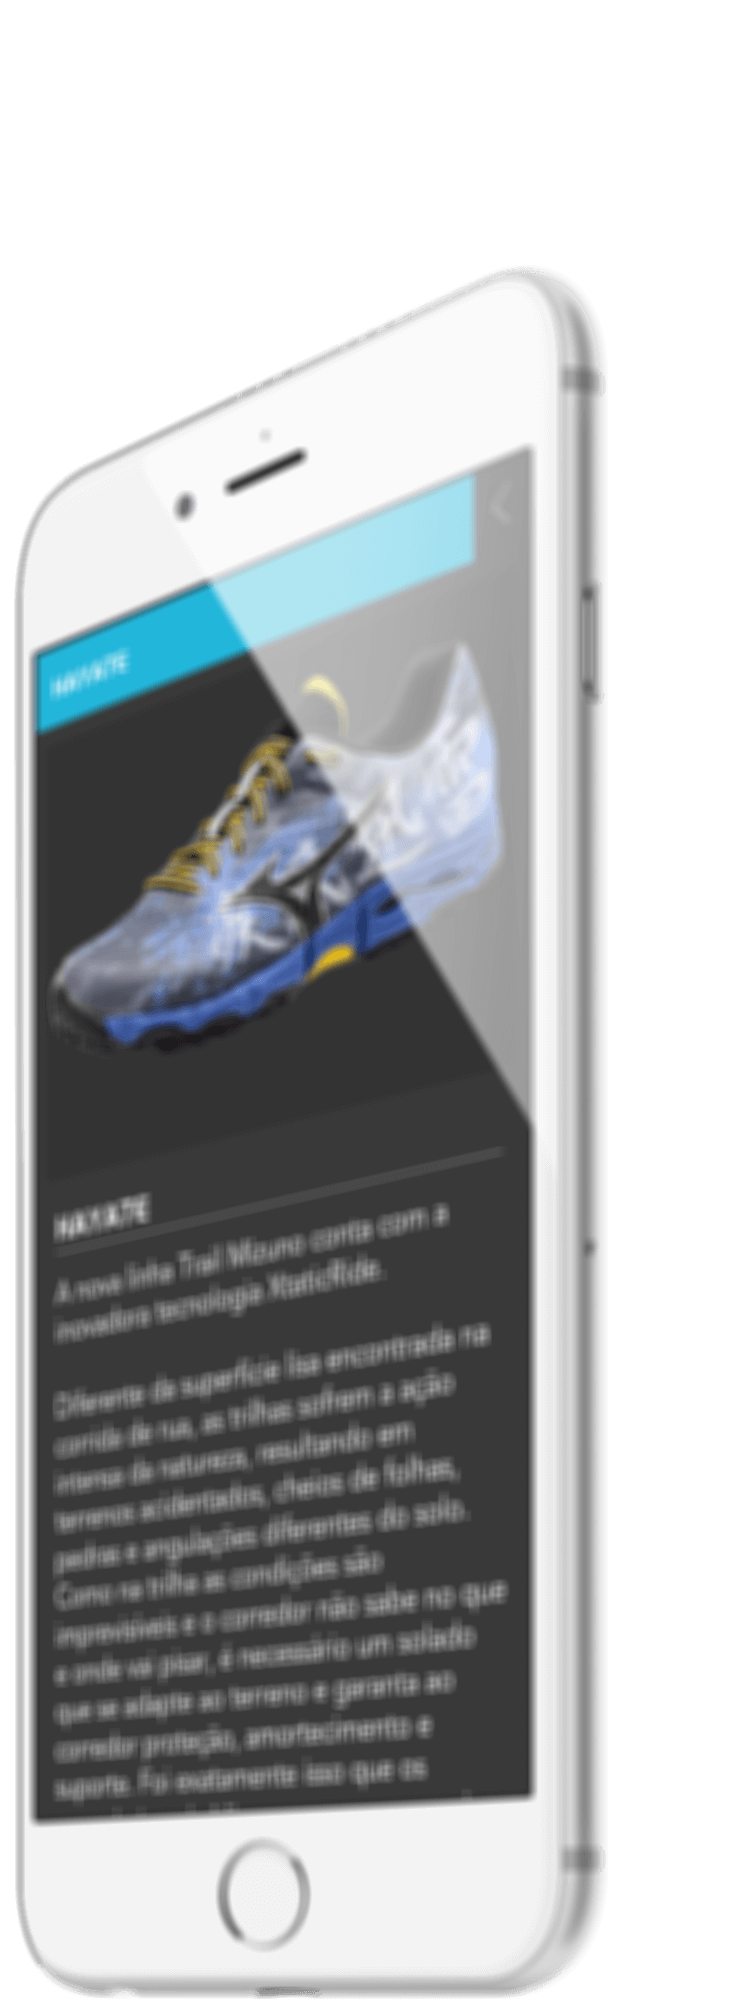 HAYATE
HAYATE
A nova linha Trail Mizuno conta com a
inovadora tecnologia XtaticRide.
Diferente da superfície lisa encontrada na
corrida de rua, as trilhas sofrem a ação
intensa da natureza, resultando em
terrenos acidentados, cheios de folhas,
pedras e angulações diferentes do solo.
Como na trilha as condições são
imprevisíveis e o corredor não sabe no que
e onde vai pisar, é necessário um solado
que se adapte ao terreno e garanta ao
corredor proteção, amortecimento e
suporte. Foi exatamente isso que os